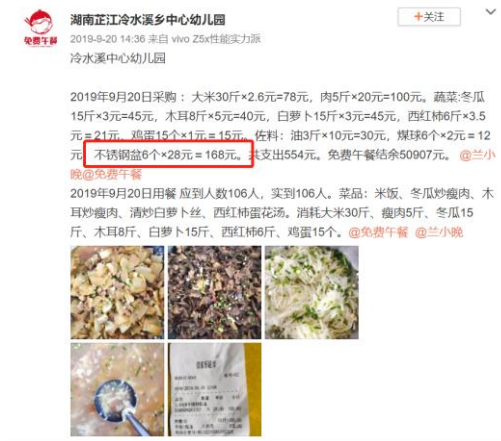 湖南芷江冷水溪乡中心幼儿园
+关注
2019-9-20 14:36 来自 vivo Z5x性能实力派
免费午餐
冷水溪中心幼儿园
2019年9月20日采购：大米30斤×2.6元=78元，肉5斤×20元=100元。蔬菜:冬瓜
15斤×3元=45元，木耳8斤×5元=40元，白萝卜15斤×3元=45元，西红柿6斤×3.5
元=21元，鸡蛋15个×1元=15元。佐料：油3斤×10元=30元，煤球6个×2元=12
元，不锈钢盆6个×28元=168元。共支出554元。免费午餐结余50907元。@兰小
晚@免费午餐
2019年9月20日用餐 应到人数106人，实到106人。菜品：米饭、冬瓜炒瘦肉、木
耳炒瘦肉、清炒白萝卜丝、西红柿蛋花汤。消耗大米30斤、瘦肉5斤、冬瓜15
斤、木耳8斤、白萝卜15斤、西红柿6斤、鸡蛋15个。@免费午餐 @兰小晚